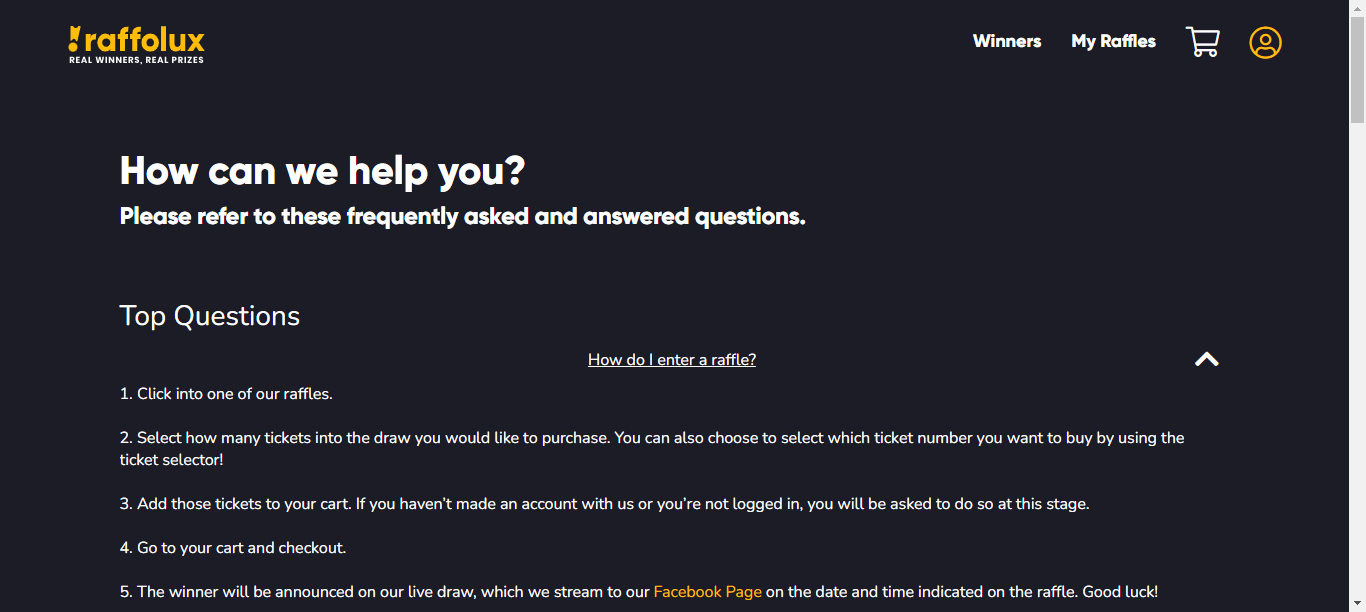 raffolux
REAL WINNERS, REAL PRIZES
Winners
My Raffles
How can we help you?
Please refer to these frequently asked and answered questions.
Top Questions
How do I enter a raffle?
1. Click into one of our raffles.
2. Select how many tickets into the draw you would like to purchase. You can also choose to select which ticket number you want to buy by using the
ticket selector!
3. Add those tickets to your cart. If you haven’t made an account with us or you’re not logged in, you will be asked to do so at this stage.
4. Go to your cart and checkout.
5. The winner will be announced on our live draw, which we stream to our Facebook Page on the date and time indicated on the raffle. Good luck!